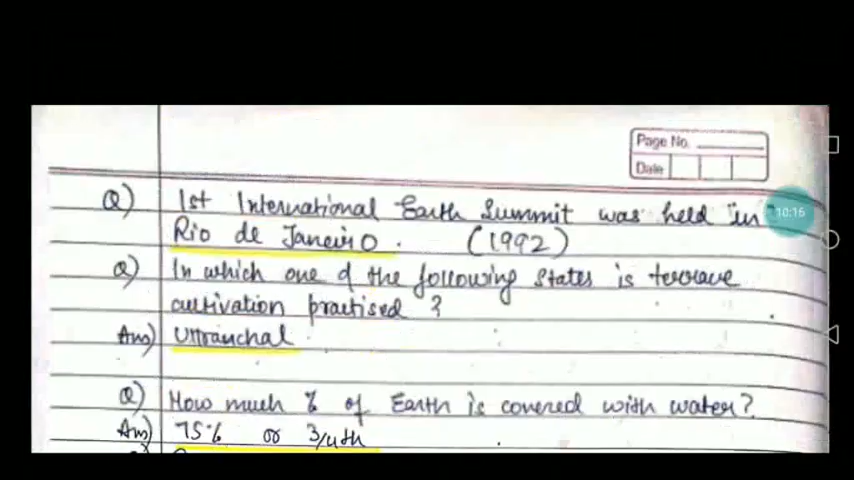 Page No.
Date
Q) 1st International Earth Summit was held "in"
10:15
Rio de Janeiro. (1992)
Q) In which one of the following states is terrace
cultivation practised?
Ans) Uttranchal
Q) How much % of Earth is covered with water?
Ans) 75% or 3/4th